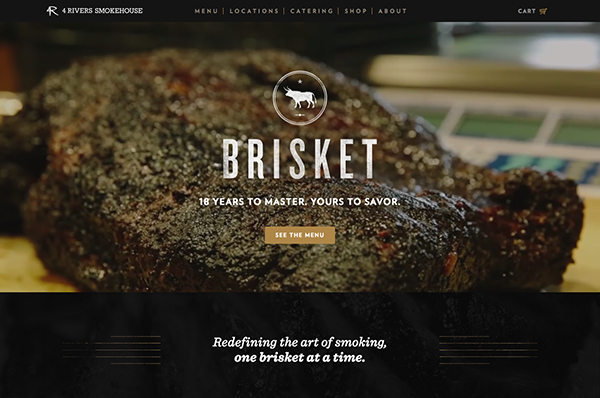 4R 4 RIVERS SMOKEHOUSE
MENU | LOCATIONS | CATERING | SHOP | ABOUT
CART
BRISKET
18 YEARS TO MASTER. YOURS TO SAVOR.
SEE THE MENU
Redefining the art of smoking,
one brisket at a time.